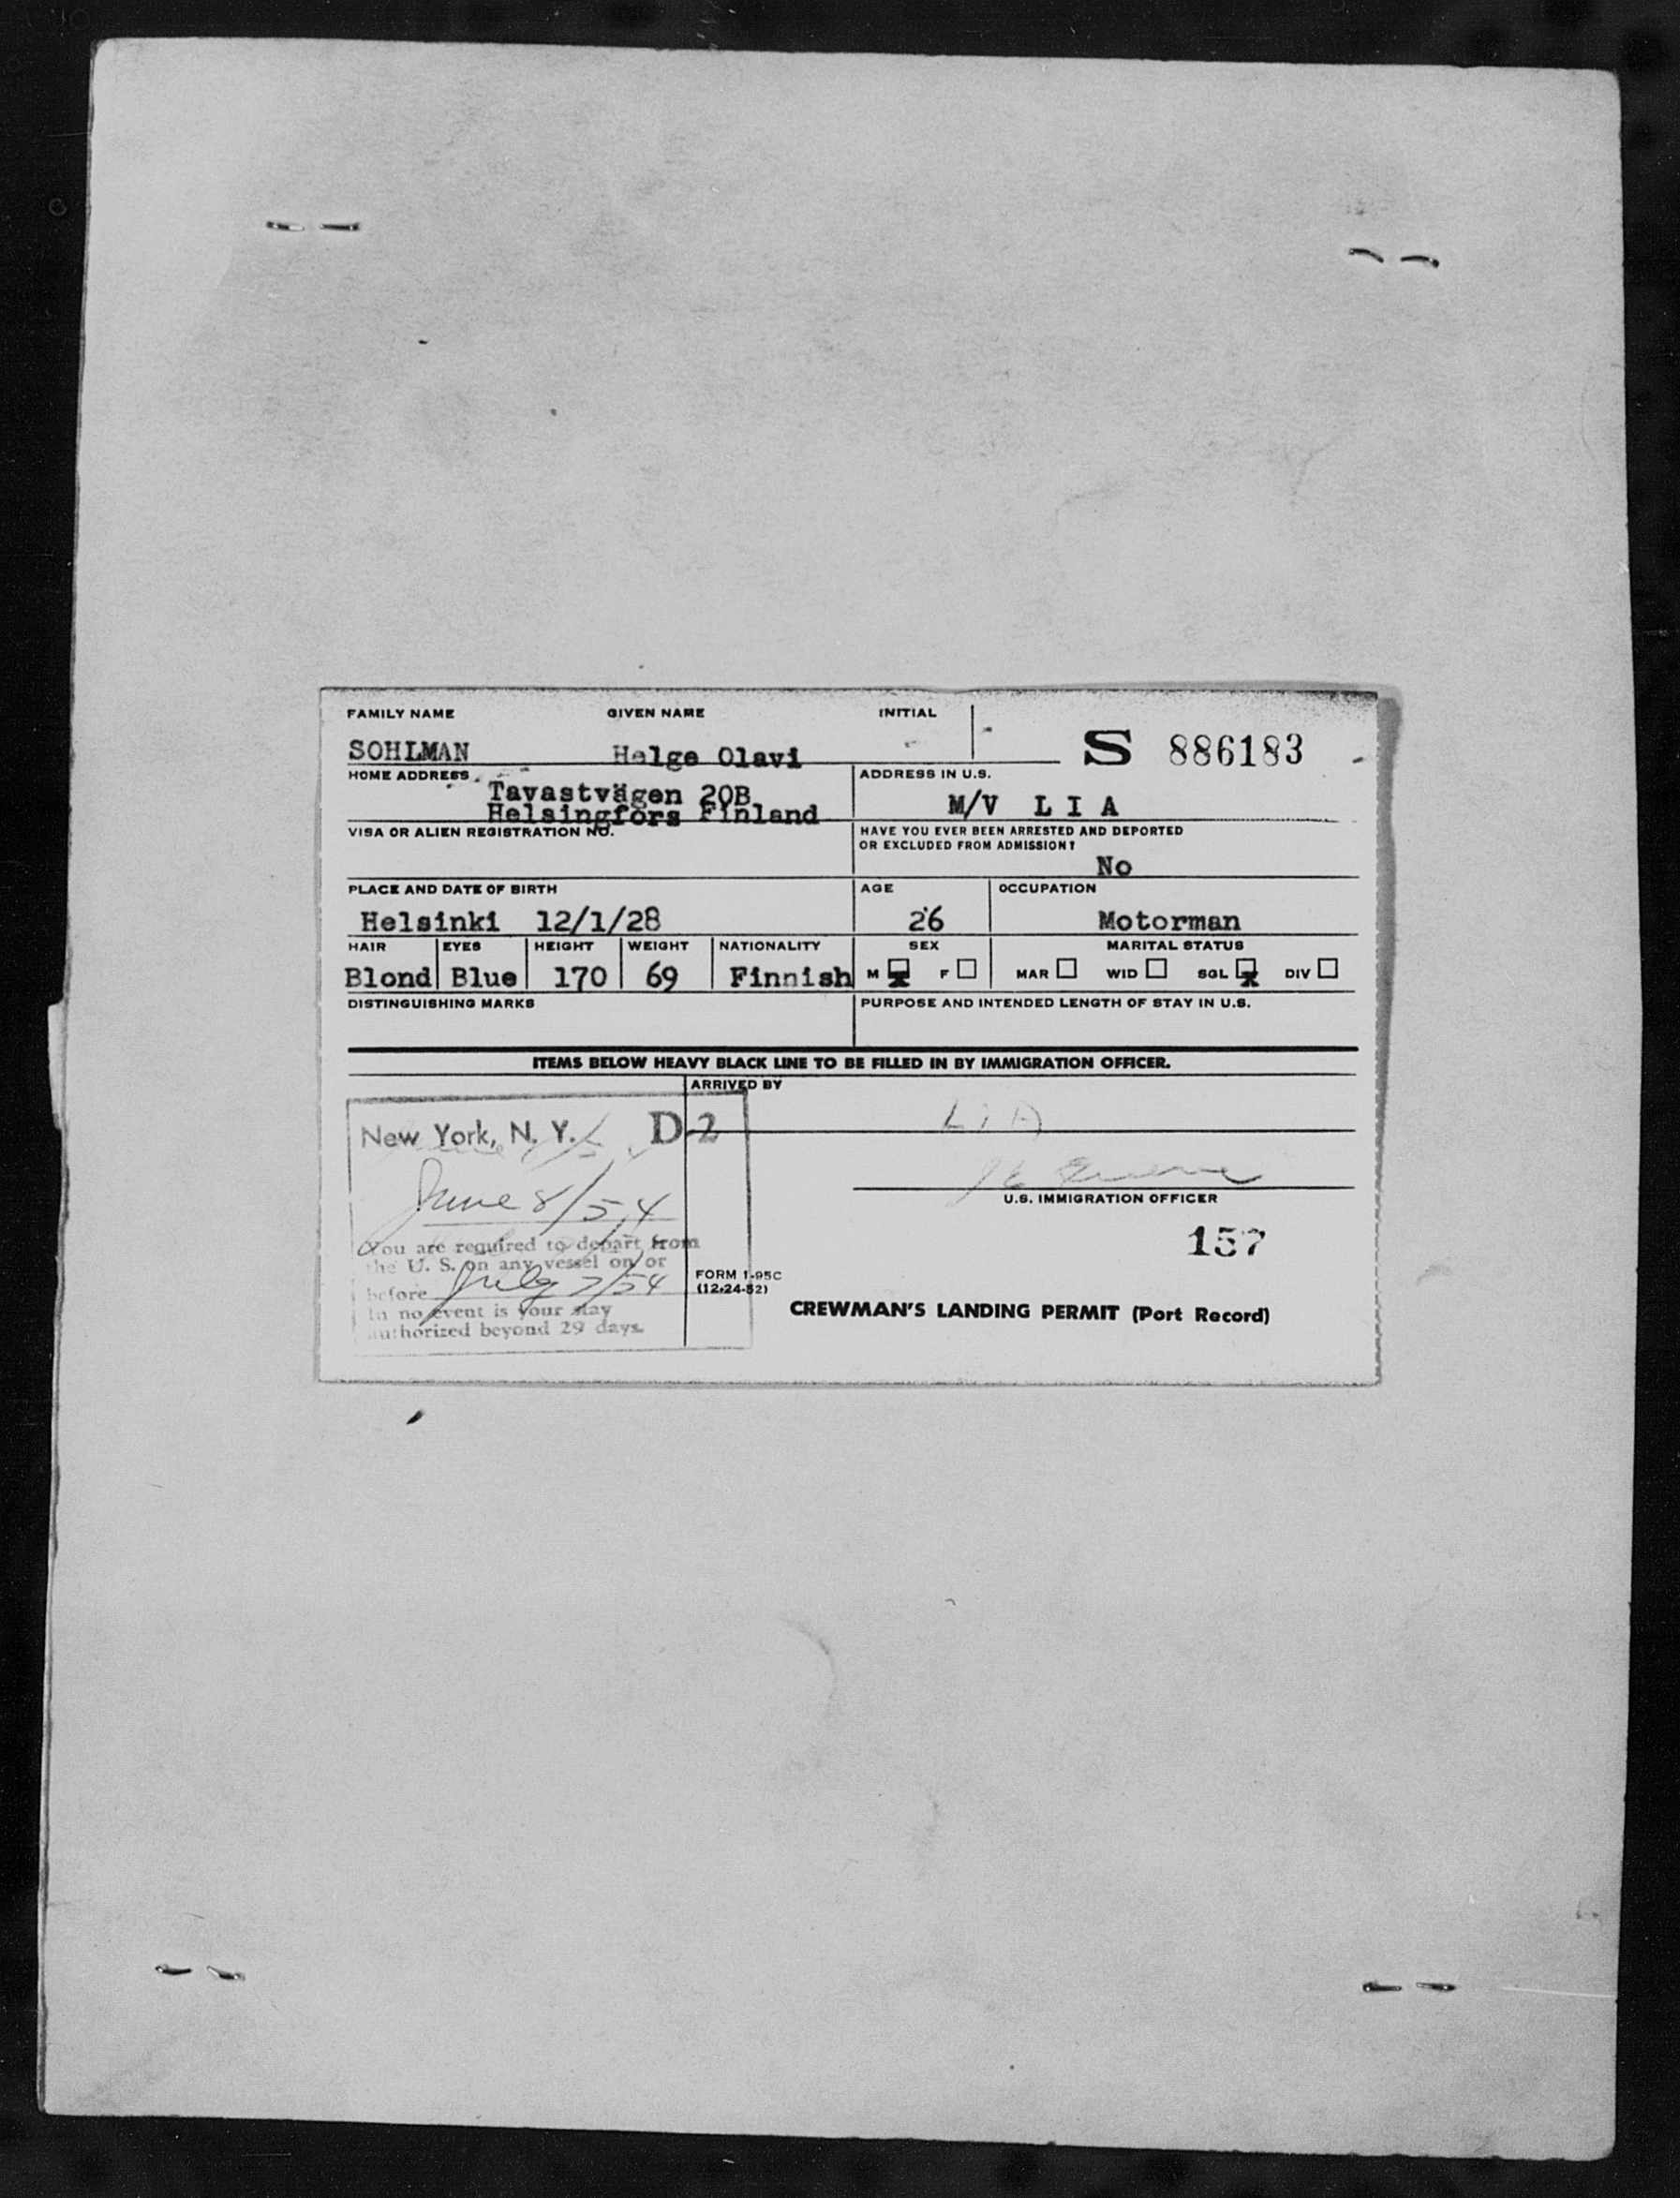 FAMILY NAME GIVEN NAME INITIAL
SOHLMAN Helge Olavi S 886183
HOME ADDRESS ADDRESS IN U.S.
Tavastvägen 20B M/V L I A
Helsingfors Finland
VISA OR ALIEN REGISTRATION NO. HAVE YOU EVER BEEN ARRESTED AND DEPORTED
OR EXCLUDED FROM ADMISSION?
No
PLACE AND DATE OF BIRTH AGE OCCUPATION
Helsinki 12/1/28 26 Motorman
HAIR EYES HEIGHT WEIGHT NATIONALITY SEX MARITAL STATUS
Blond Blue 170 69 Finnish M X F MAR WID SGL X DIV
DISTINGUISHING MARKS PURPOSE AND INTENDED LENGTH OF STAY IN U.S.
ITEMS BELOW HEAVY BLACK LINE TO BE FILLED IN BY IMMIGRATION OFFICER.
ARRIVED BY
LIA
New York, N. Y. D-2
June 8/54
U.S. IMMIGRATION OFFICER
157
You are required to depart from
the U. S. on any vessel on or
before July 7/54
In no event is your stay
authorized beyond 29 days.
FORM I-95C
(12-24-52)
CREWMAN'S LANDING PERMIT (Port Record)